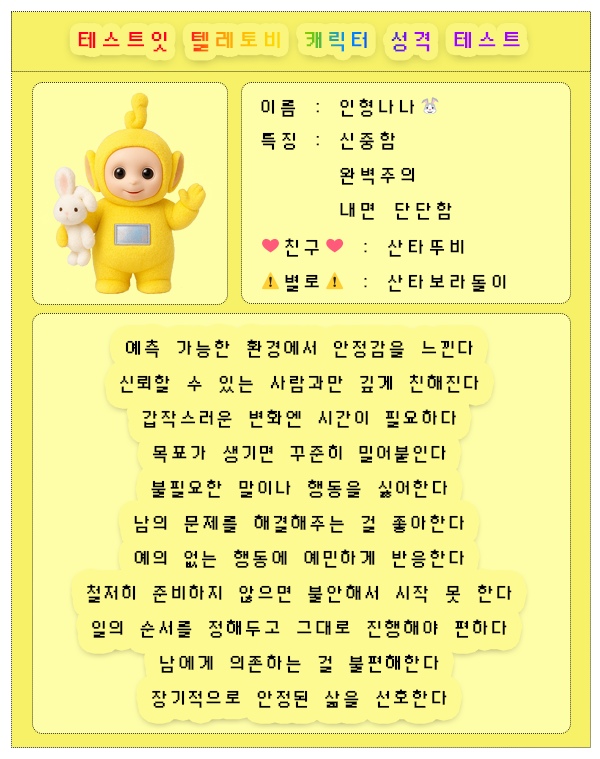 테스트잇 텔레토비 캐릭터 성격 테스트
이름 : 인형나나🐰
특징 : 신중함
완벽주의
내면 단단함
❤친구❤ : 산타뚜비
⚠별로⚠ : 산타보라돌이
예측 가능한 환경에서 안정감을 느낀다
신뢰할 수 있는 사람과만 깊게 친해진다
갑작스러운 변화엔 시간이 필요하다
목표가 생기면 꾸준히 밀어붙인다
불필요한 말이나 행동을 싫어한다
남의 문제를 해결해주는 걸 좋아한다
예의 없는 행동에 예민하게 반응한다
철저히 준비하지 않으면 불안해서 시작 못 한다
일의 순서를 정해두고 그대로 진행해야 편하다
남에게 의존하는 걸 불편해한다
장기적으로 안정된 삶을 선호한다